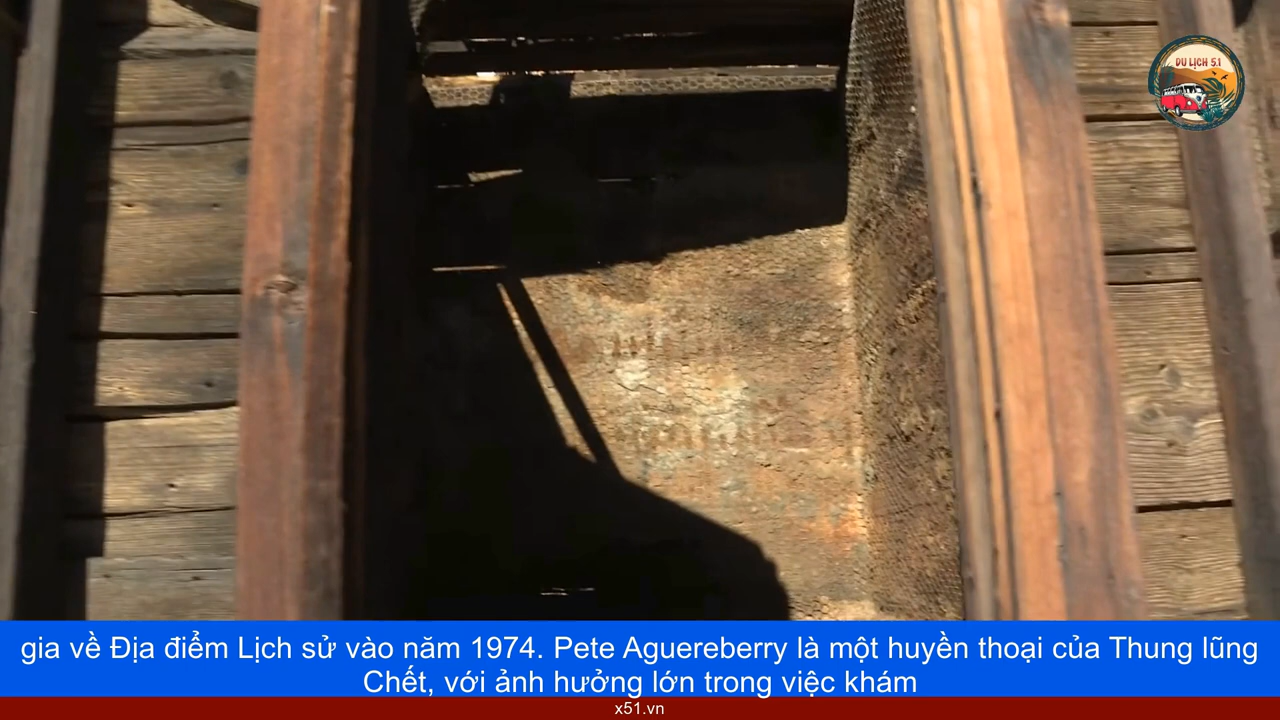 DU LỊCH 5.1
gia về Địa điểm Lịch sử vào năm 1974. Pete Aguereberry là một huyền thoại của Thung lũng
Chết, với ảnh hưởng lớn trong việc khám
x51.vn